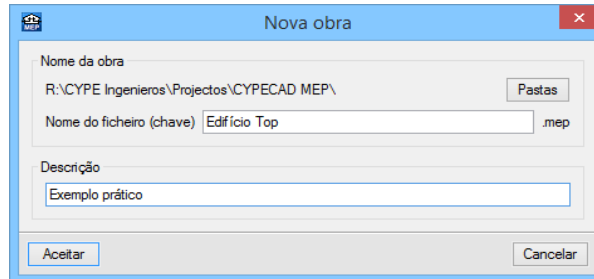 MEP
Nova obra
Nome da obra
R:\CYPE Ingenieros\Projectos\CYPECAD MEP\
Pastas
Nome do ficheiro (chave) Edifício Top .mep
Descrição
Exemplo prático
Aceitar
Cancelar